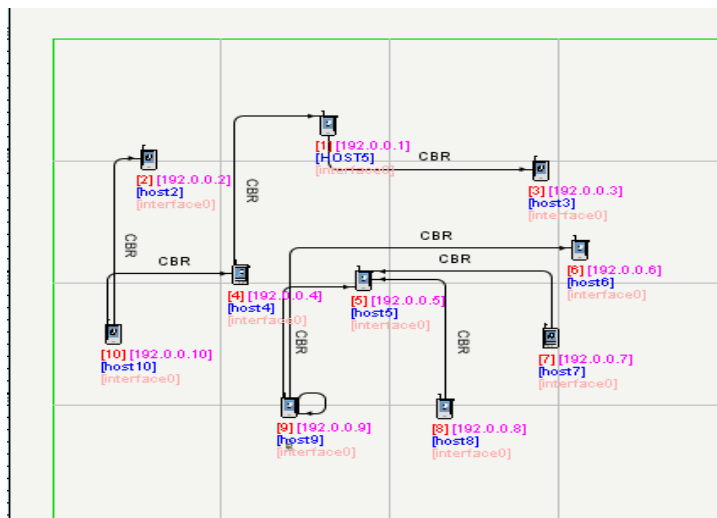 [1] [192.0.0.1]
[HOST5]
[interface0]
CBR
[2] [192.0.0.2]
[host2]
[interface0]
CBR
[3] [192.0.0.3]
[host3]
[interface0]
CBR
CBR
CBR
CBR
[6] [192.0.0.6]
[host6]
[interface0]
[4] [192.0.0.4]
[host4]
[interface0]
[5] [192.0.0.5]
[host5]
[interface0]
CBR
CBR
[10] [192.0.0.10]
[host10]
[interface0]
[7] [192.0.0.7]
[host7]
[interface0]
[9] [192.0.0.9]
[host9]
[interface0]
[8] [192.0.0.8]
[host8]
[interface0]